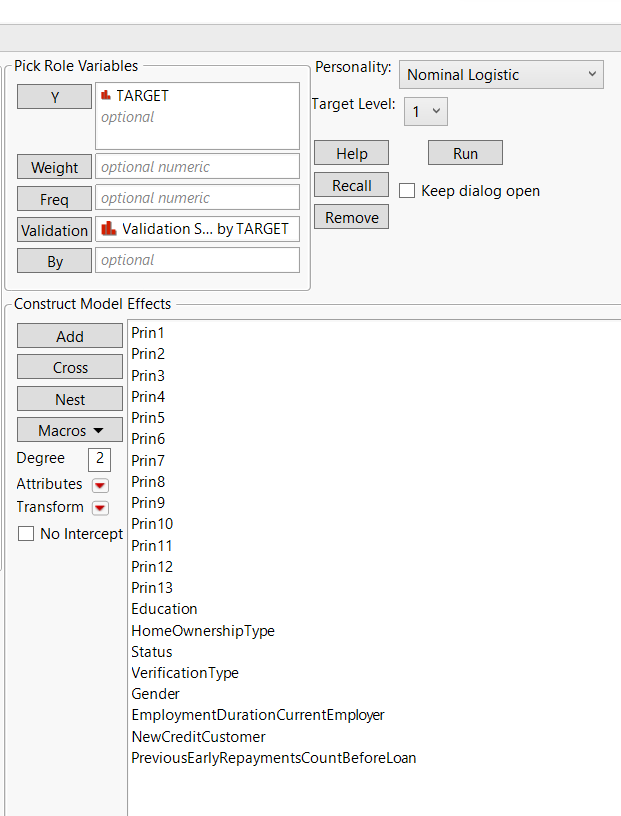 Pick Role Variables
Y
TARGET
optional
Weight
optional numeric
Freq
optional numeric
Validation
Validation S... by TARGET
By
optional
Personality:
Nominal Logistic
Target Level:
1
Help
Run
Recall
Keep dialog open
Remove
Construct Model Effects
Add
Cross
Nest
Macros
Degree
2
Attributes
Transform
No Intercept
Prin1
Prin2
Prin3
Prin4
Prin5
Prin6
Prin7
Prin8
Prin9
Prin10
Prin11
Prin12
Prin13
Education
HomeOwnershipType
Status
VerificationType
Gender
EmploymentDurationCurrentEmployer
NewCreditCustomer
PreviousEarlyRepaymentsCountBeforeLoan